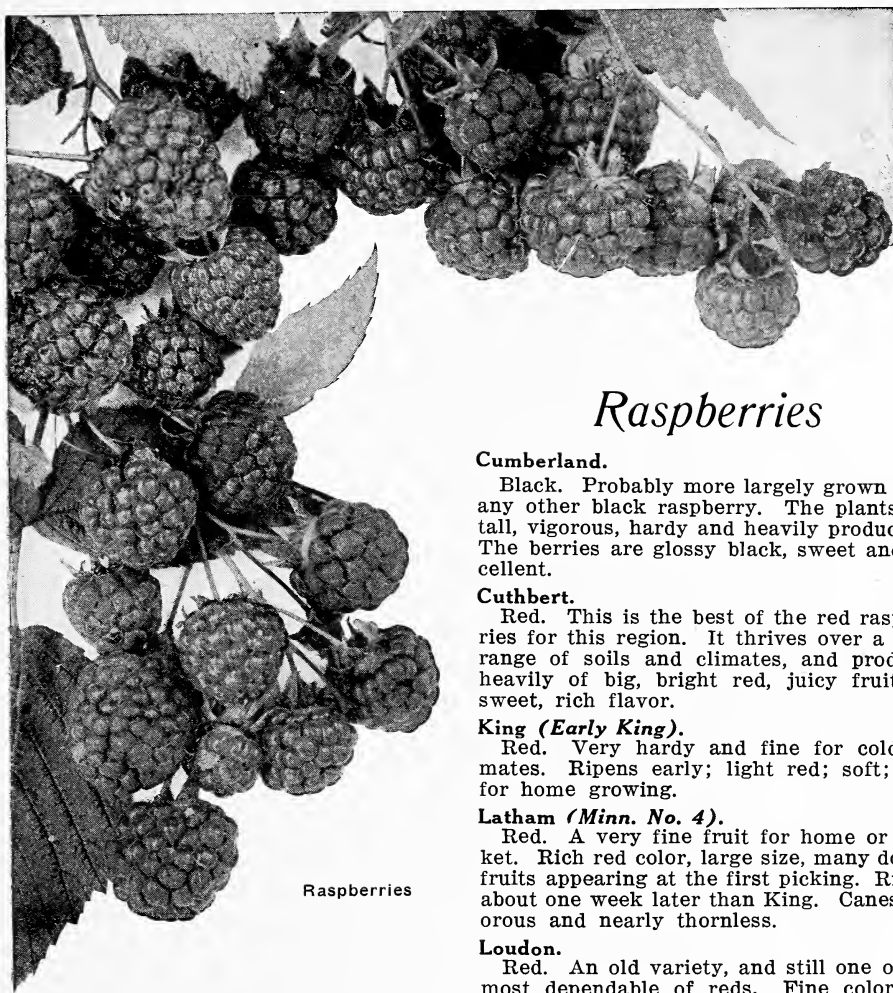 Raspberries
Cumberland.
Black. Probably more largely grown
any other black raspberry. The plants
tall, vigorous, hardy and heavily produc
The berries are glossy black, sweet and
cellent.
Cuthbert.
Red. This is the best of the red rasp
ries for this region. It thrives over a
range of soils and climates, and prod
heavily of big, bright red, juicy fruit
sweet, rich flavor.
King (Early King).
Red. Very hardy and fine for cold
mates. Ripens early; light red; soft;
for home growing.
Latham (Minn. No. 4).
Red. A very fine fruit for home or
ket. Rich red color, large size, many de
fruits appearing at the first picking. Ri
about one week later than King. Canes
orous and nearly thornless.
Loudon.
Red. An old variety, and still one o
most dependable of reds. Fine color
Raspberries